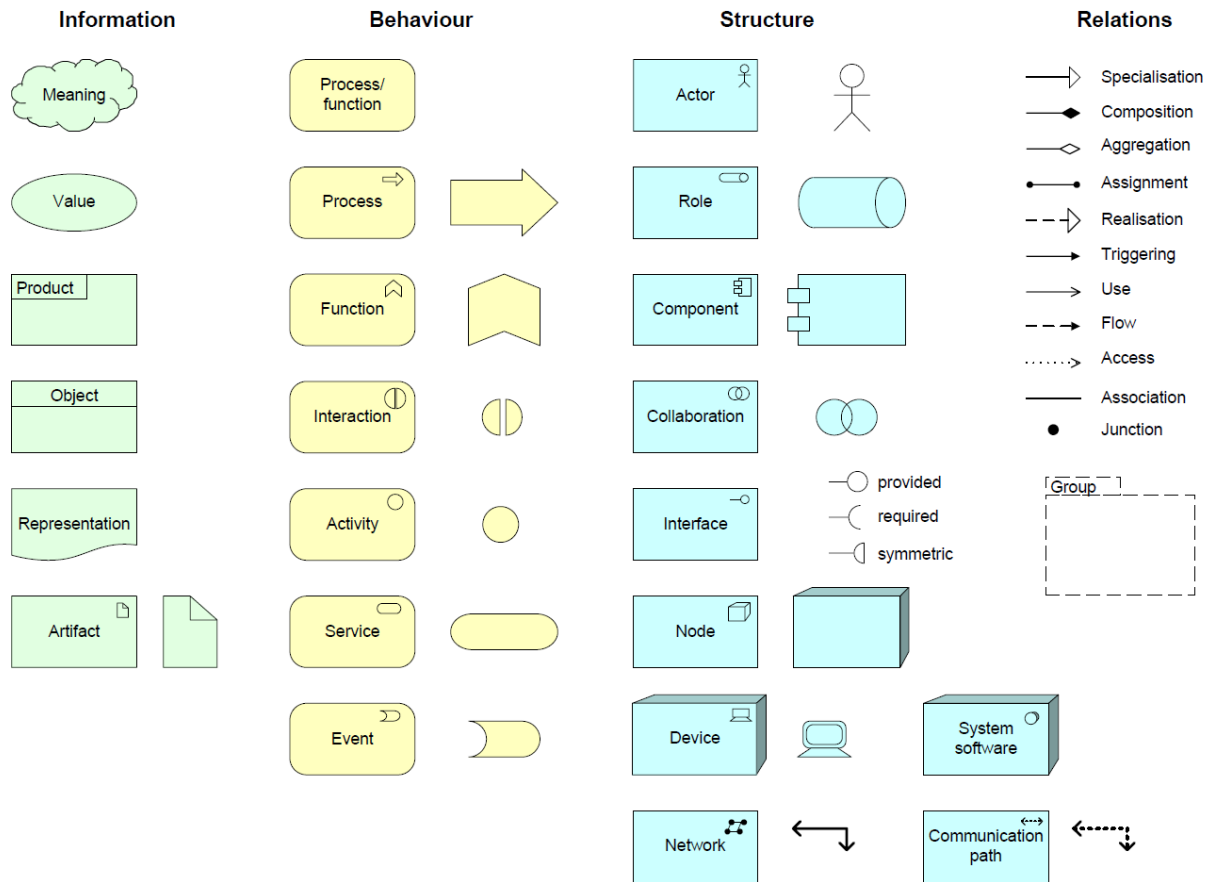 Information
Behaviour
Structure
Relations
Meaning
Process/
function
Actor
Specialisation
Composition
Aggregation
Value
Process
Role
Assignment
Realisation
Triggering
Product
Function
Component
Use
Flow
Access
Object
Interaction
Collaboration
Association
Junction
Representation
Activity
Interface
provided
required
symmetric
Group
Artifact
Service
Node
Event
Device
System
software
Network
Communication
path